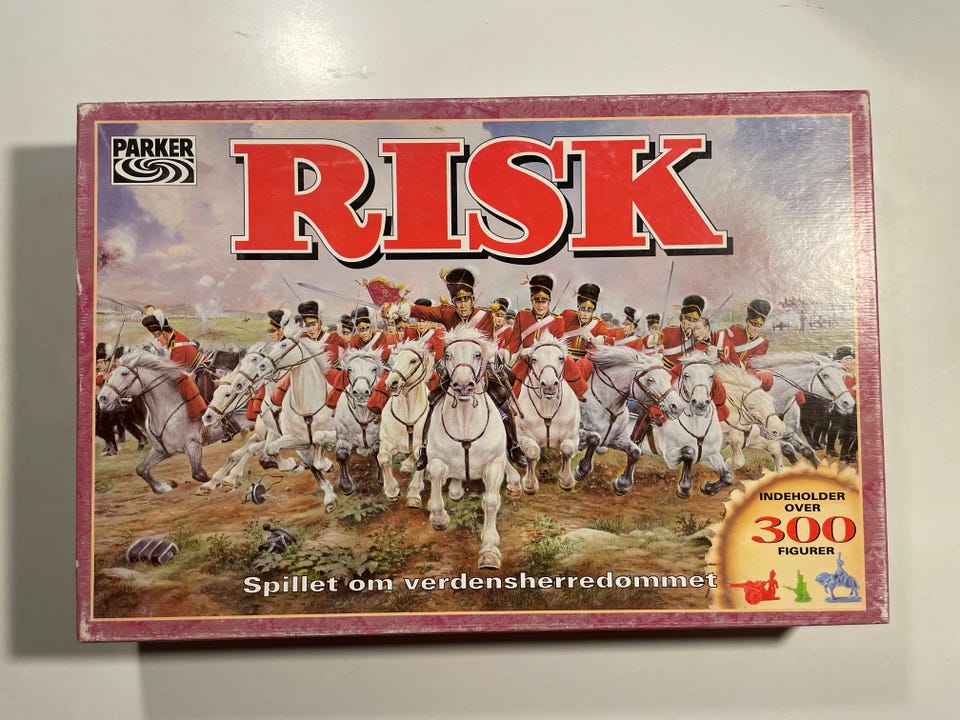 PARKER
RISK
INDEHOLDER
OVER
300
FIGURER
Spillet om verdensherredømmet